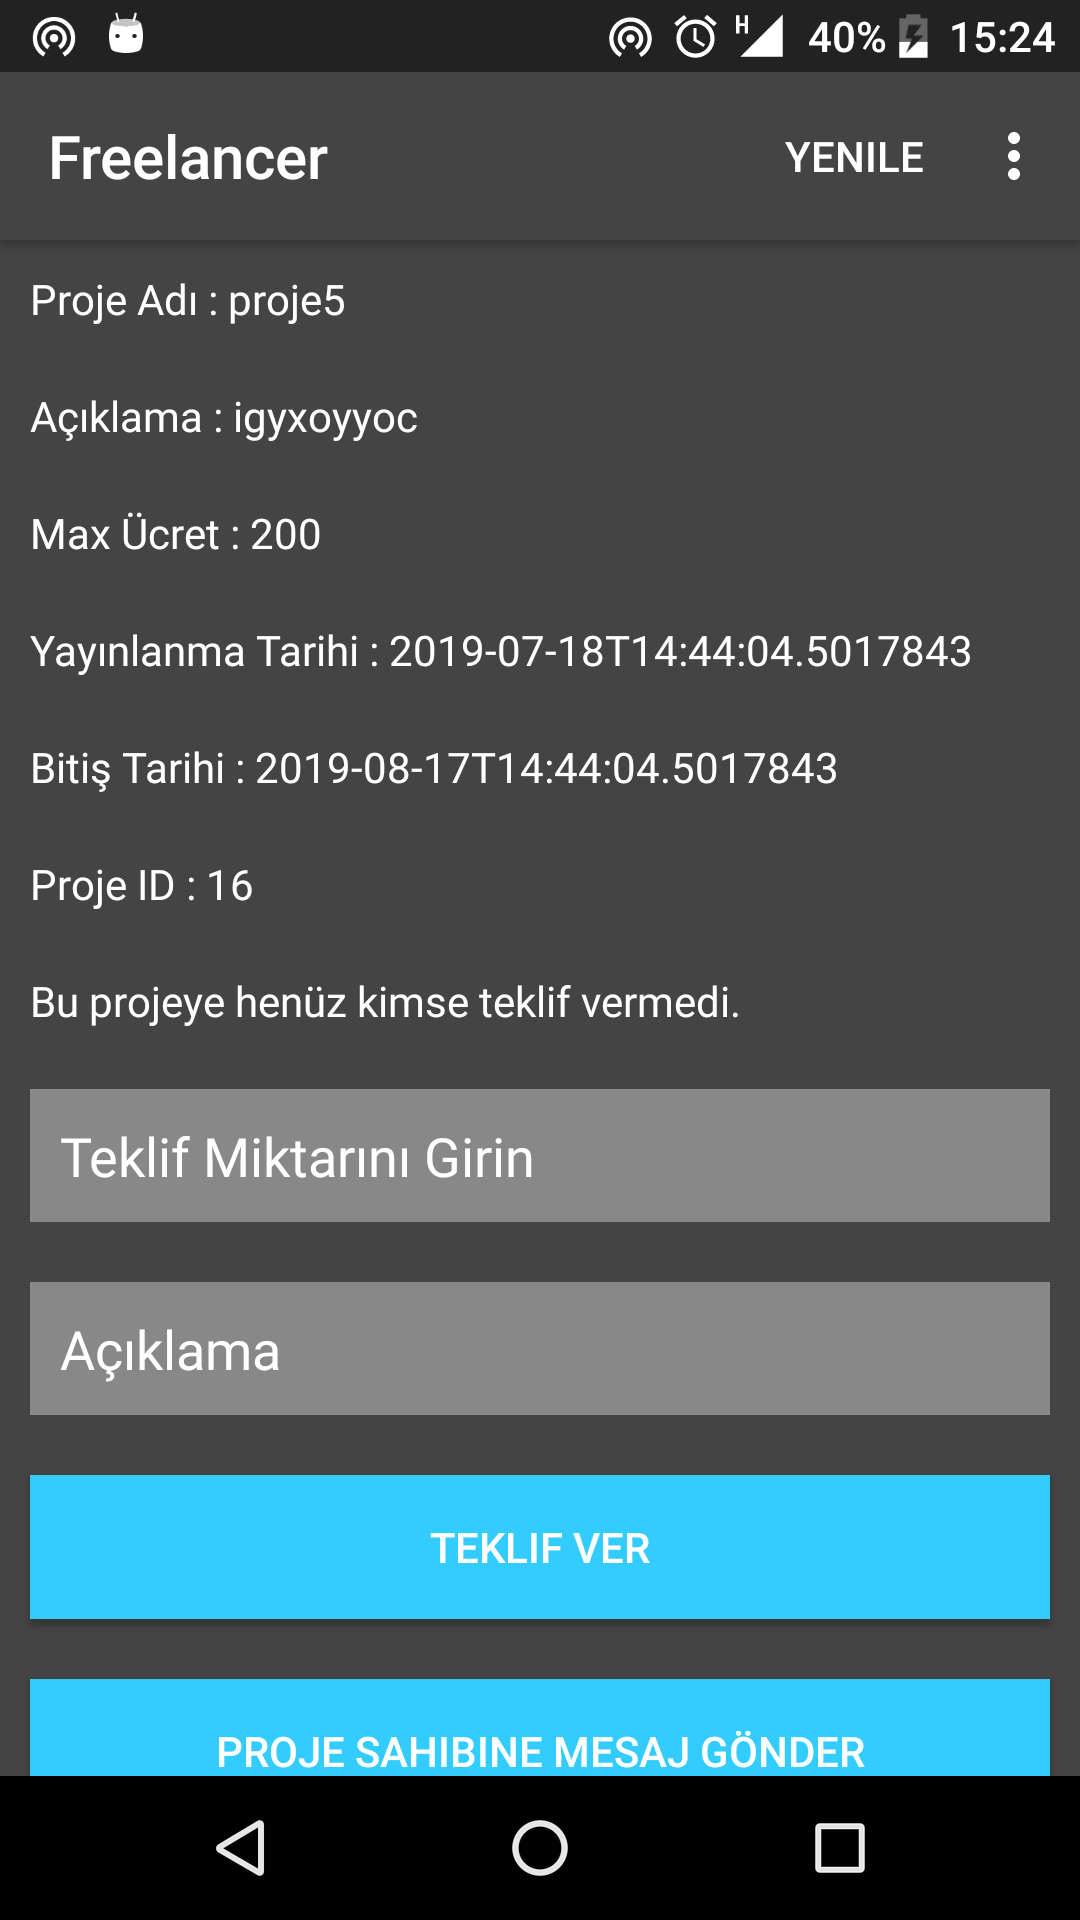 H 40% 15:24
Freelancer YENILE
Proje Adı : proje5
Açıklama : igyxoyyoc
Max Ücret : 200
Yayınlanma Tarihi : 2019-07-18T14:44:04.5017843
Bitiş Tarihi : 2019-08-17T14:44:04.5017843
Proje ID : 16
Bu projeye henüz kimse teklif vermedi.
Teklif Miktarını Girin
Açıklama
TEKLIF VER
PROJE SAHIBINE MESAJ GÖNDER